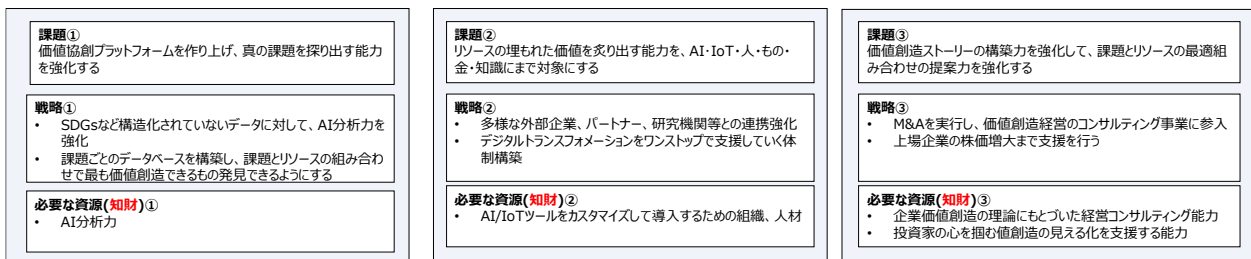 課題①
価値協創プラットフォームを作り上げ、真の課題を探り出す能力
を強化する
戦略①
• SDGsなど構造化されていないデータに対して、AI分析力を
強化
• 課題ごとのデータベースを構築し、課題とリソースの組み合わ
せで最も価値創造できるもの発見できるようにする
必要な資源(知財)①
• AI分析力
課題②
リソースの埋もれた価値を炙り出す能力を、AI・IoT・人・もの・
金・知識にまで対象にする
戦略②
• 多様な外部企業、パートナー、研究機関等との連携強化
• デジタルトランスフォメーションをワンストップで支援していく体
制構築
必要な資源(知財)②
• AI/IoTツールをカスタマイズして導入するための組織、人材
課題③
価値創造ストーリーの構築力を強化して、課題とリソースの最適組
み合わせの提案力を強化する
戦略③
• M&Aを実行し、価値創造経営のコンサルティング事業に参入
• 上場企業の株価増大まで支援を行う
必要な資源(知財)③
• 企業価値創造の理論にもとづいた経営コンサルティング能力
• 投資家の心を掴む値創造の見える化を支援する能力